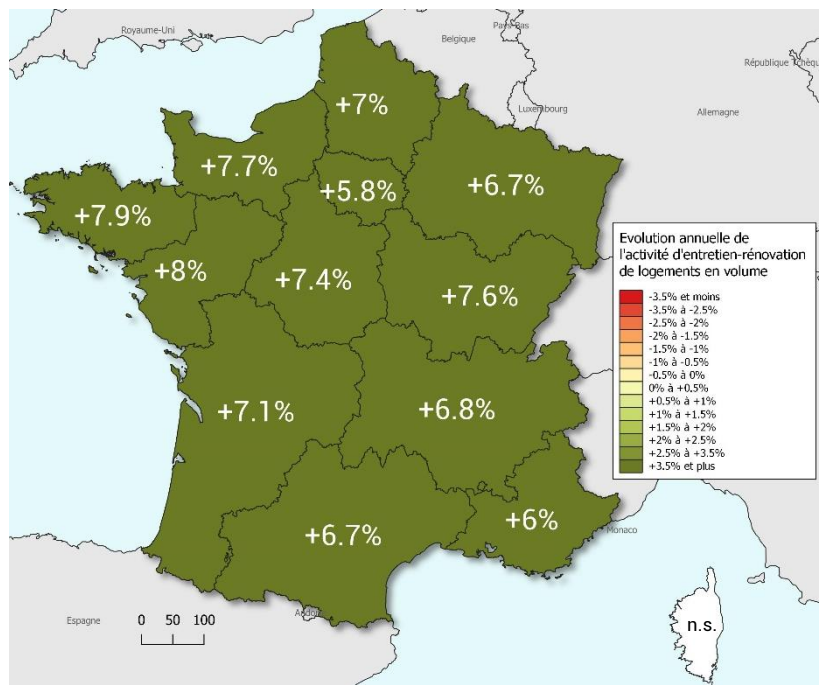 Royaume-Uni
Pays-Bas
Belgique
République Tchèqu
Luxembourg
Allemagne
+7%
+7.7%
+5.8%
+6.7%
+7.9%
+8%
+7.4%
+7.6%
Evolution annuelle de
l'activité d'entretien-rénovation
de logements en volume
-3.5% et moins
-3.5% à -2.5%
-2.5% à -2%
-2% à -1.5%
-1.5% à -1%
-1% à -0.5%
-0.5% à 0%
0% à +0.5%
+0.5% à +1%
+1% à +1.5%
+1.5% à +2%
+2% à +2.5%
+2.5% à +3.5%
+3.5% et plus
+7.1%
+6.8%
+6.7%
+6%
Monaco
Espagne
0 50 100
Andorre
n.s.